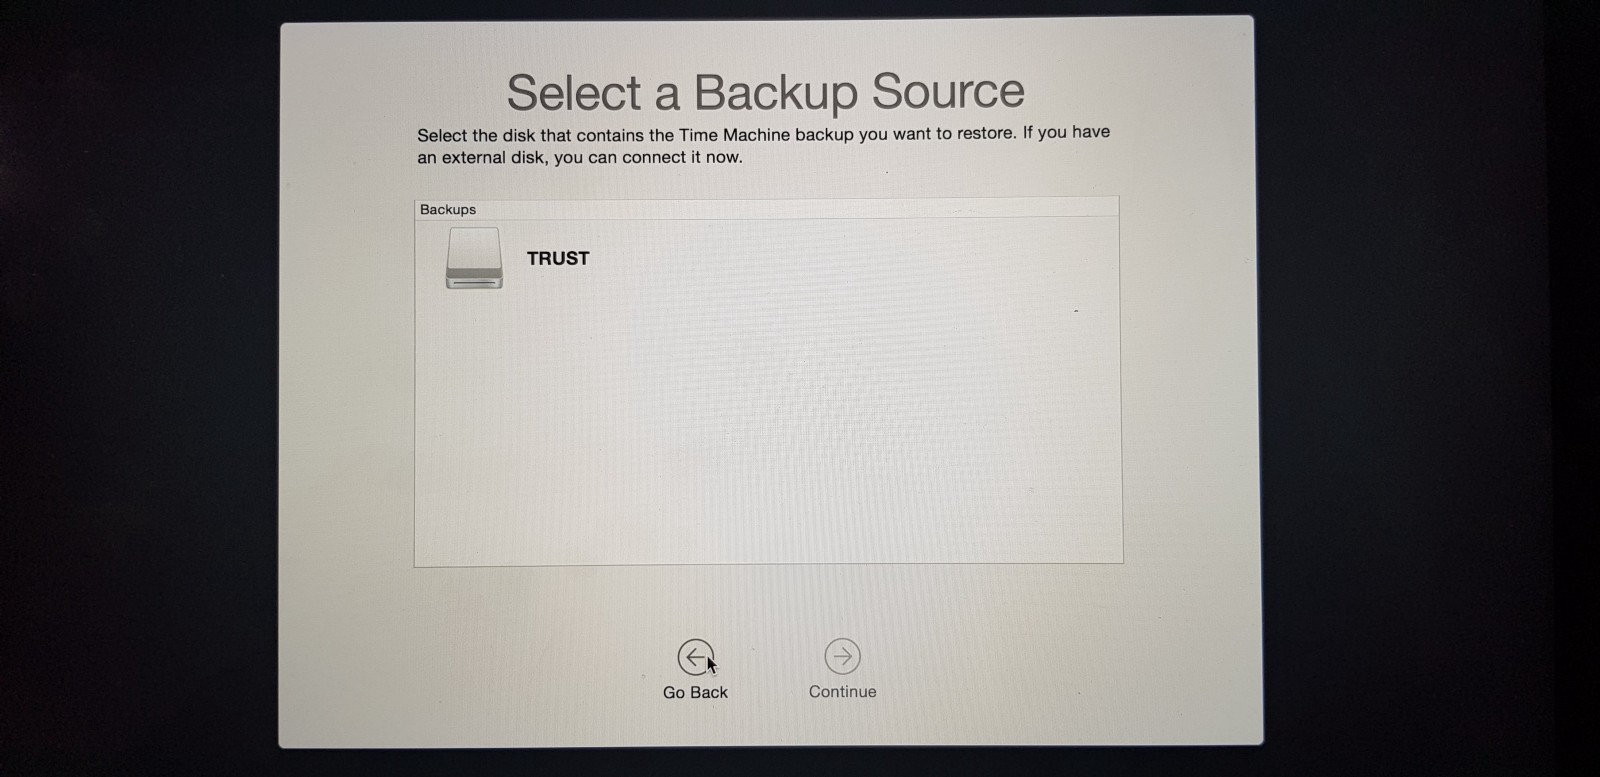 Select a Backup Source
Select the disk that contains the Time Machine backup you want to restore. If you have
an external disk, you can connect it now.
Backups
TRUST
Go Back
Continue